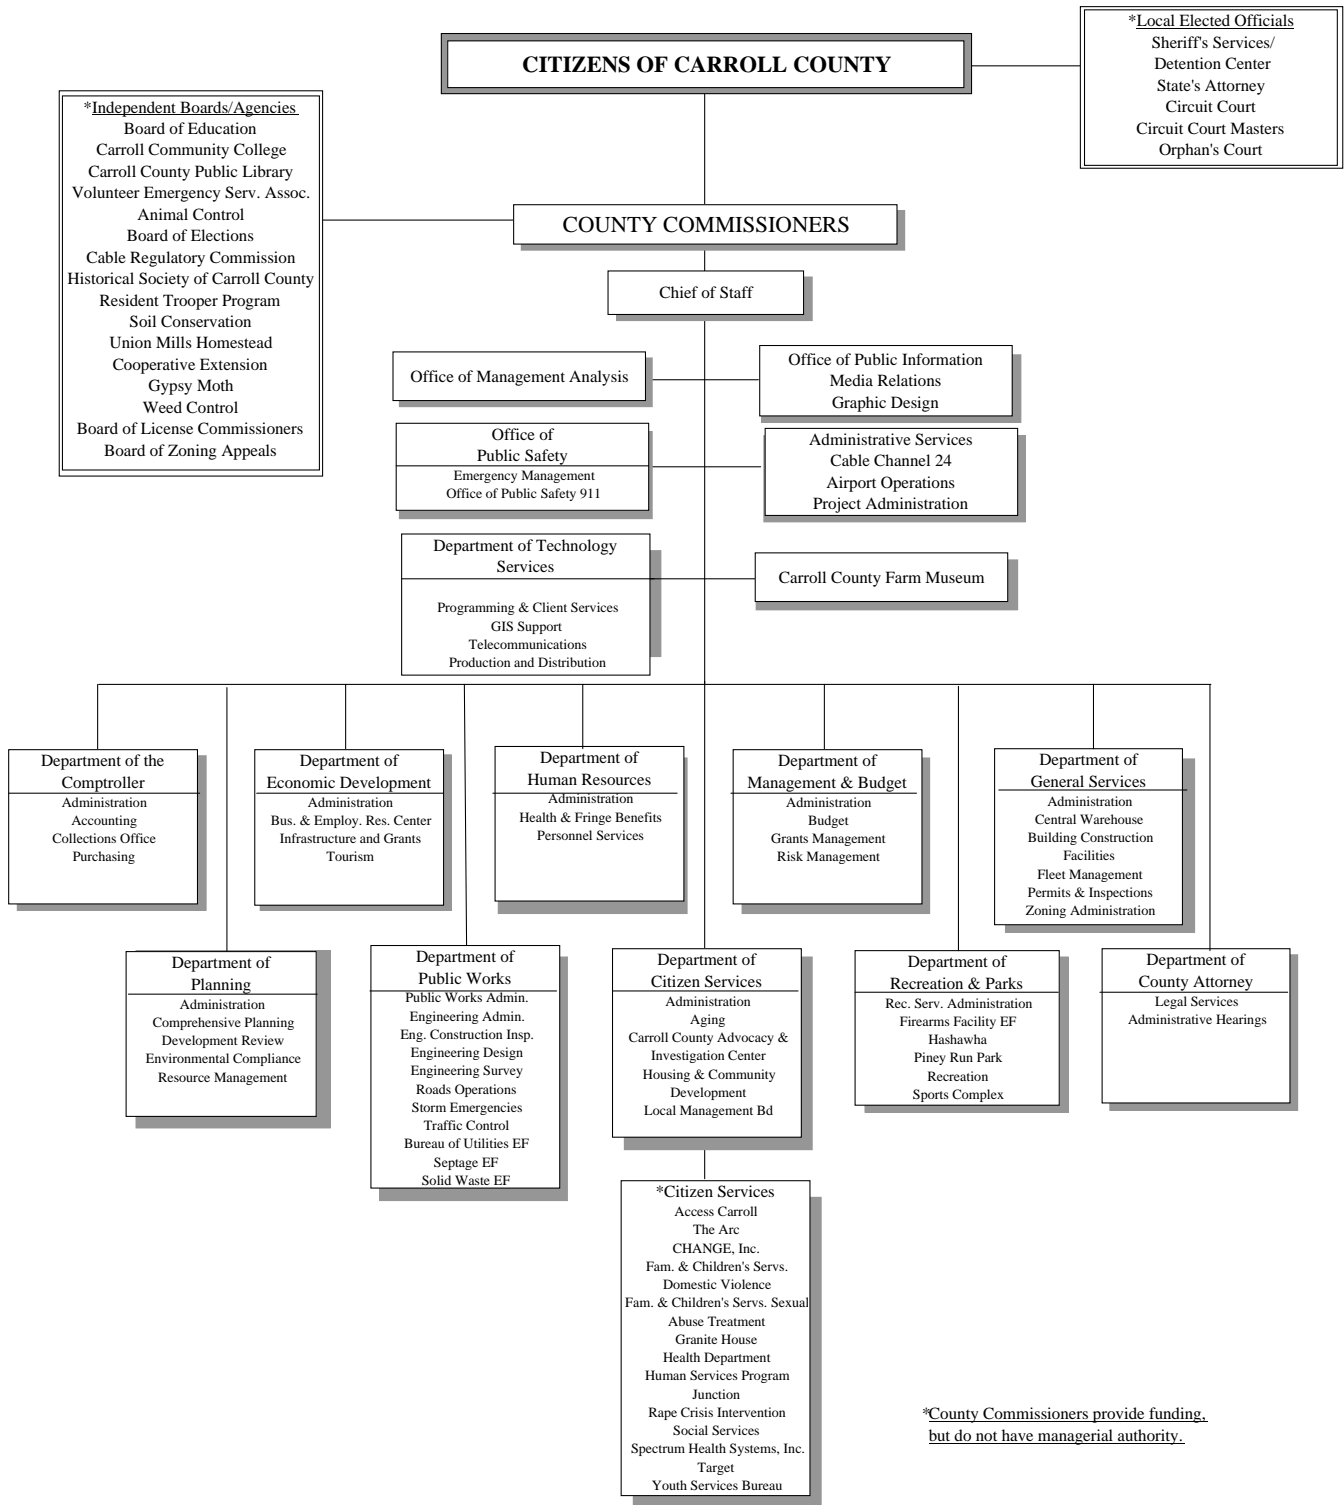 *Local Elected Officials
Sheriff's Services/
Detention Center
State's Attorney
Circuit Court
Circuit Court Masters
Orphan's Court
CITIZENS OF CARROLL COUNTY
*Independent Boards/Agencies
Board of Education
Carroll Community College
Carroll County Public Library
Volunteer Emergency Serv. Assoc.
Animal Control
Board of Elections
Cable Regulatory Commission
Historical Society of Carroll County
Resident Trooper Program
Soil Conservation
Union Mills Homestead
Cooperative Extension
Gypsy Moth
Weed Control
Board of License Commissioners
Board of Zoning Appeals
COUNTY COMMISSIONERS
Chief of Staff
Office of Management Analysis
Office of Public Information
Media Relations
Graphic Design
Office of
Public Safety
Emergency Management
Office of Public Safety 911
Administrative Services
Cable Channel 24
Airport Operations
Project Administration
Department of Technology
Services
Programming & Client Services
GIS Support
Telecommunications
Production and Distribution
Carroll County Farm Museum
Department of the
Comptroller
Administration
Accounting
Collections Office
Purchasing
Department of
Economic Development
Administration
Bus. & Employ. Res. Center
Infrastructure and Grants
Tourism
Department of
Human Resources
Administration
Health & Fringe Benefits
Personnel Services
Department of
Management & Budget
Administration
Budget
Grants Management
Risk Management
Department of
General Services
Administration
Central Warehouse
Building Construction
Facilities
Fleet Management
Permits & Inspections
Zoning Administration
Department of
Planning
Administration
Comprehensive Planning
Development Review
Environmental Compliance
Resource Management
Department of
Public Works
Public Works Admin.
Engineering Admin.
Eng. Construction Insp.
Engineering Design
Engineering Survey
Roads Operations
Storm Emergencies
Traffic Control
Bureau of Utilities EF
Septage EF
Solid Waste EF
Department of
Citizen Services
Administration
Aging
Carroll County Advocacy &
Investigation Center
Housing & Community
Development
Local Management Bd
Department of
Recreation & Parks
Rec. Serv. Administration
Firearms Facility EF
Hashawha
Piney Run Park
Recreation
Sports Complex
Department of
County Attorney
Legal Services
Administrative Hearings
*Citizen Services
Access Carroll
The Arc
CHANGE, Inc.
Fam. & Children's Servs.
Domestic Violence
Fam. & Children's Servs. Sexual
Abuse Treatment
Granite House
Health Department
Human Services Program
Junction
Rape Crisis Intervention
Social Services
Spectrum Health Systems, Inc.
Target
Youth Services Bureau
*County Commissioners provide funding,
but do not have managerial authority.